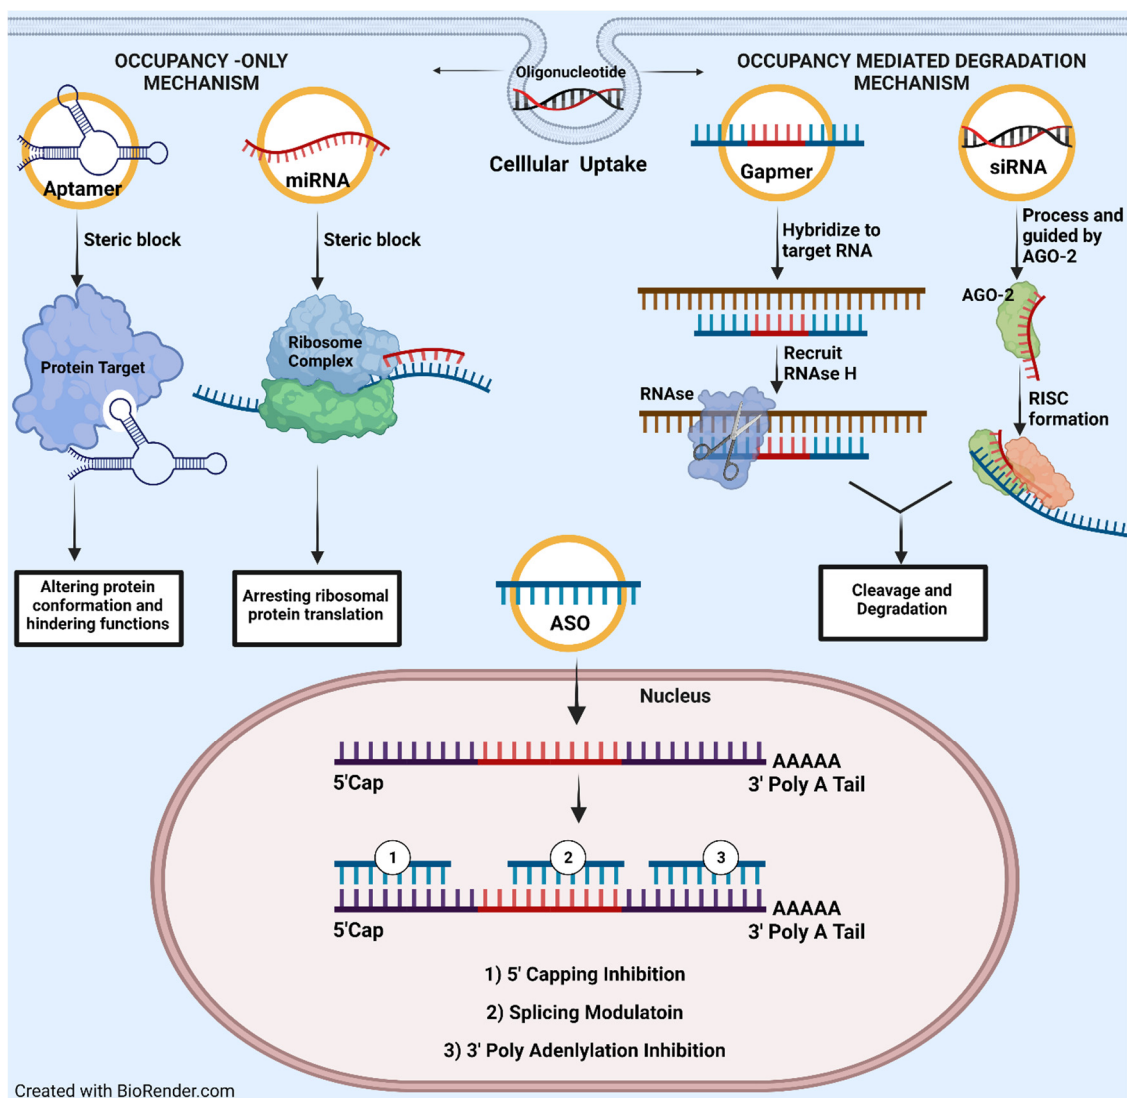 OCCUPANCY -ONLY
MECHANISM
Oligonucleotide
Celllular Uptake
OCCUPANCY MEDIATED DEGRADATION
MECHANISM
Aptamer
miRNA
Gapmer
siRNA
Steric block
Steric block
Hybridize to
target RNA
Process and
guided by
AGO-2
Protein Target
Ribosome
Complex
AGO-2
Recruit
RNAse H
RNAse
RISC
formation
Altering protein
conformation and
hindering functions
Arresting ribosomal
protein translation
ASO
Cleavage and
Degradation
Nucleus
AAAAA
5'Cap
3' Poly A Tail
1
2
3
AAAAA
5'Cap
3' Poly A Tail
1) 5' Capping Inhibition
2) Splicing Modulatoin
3) 3' Poly Adenlylation Inhibition
Created with BioRender.com